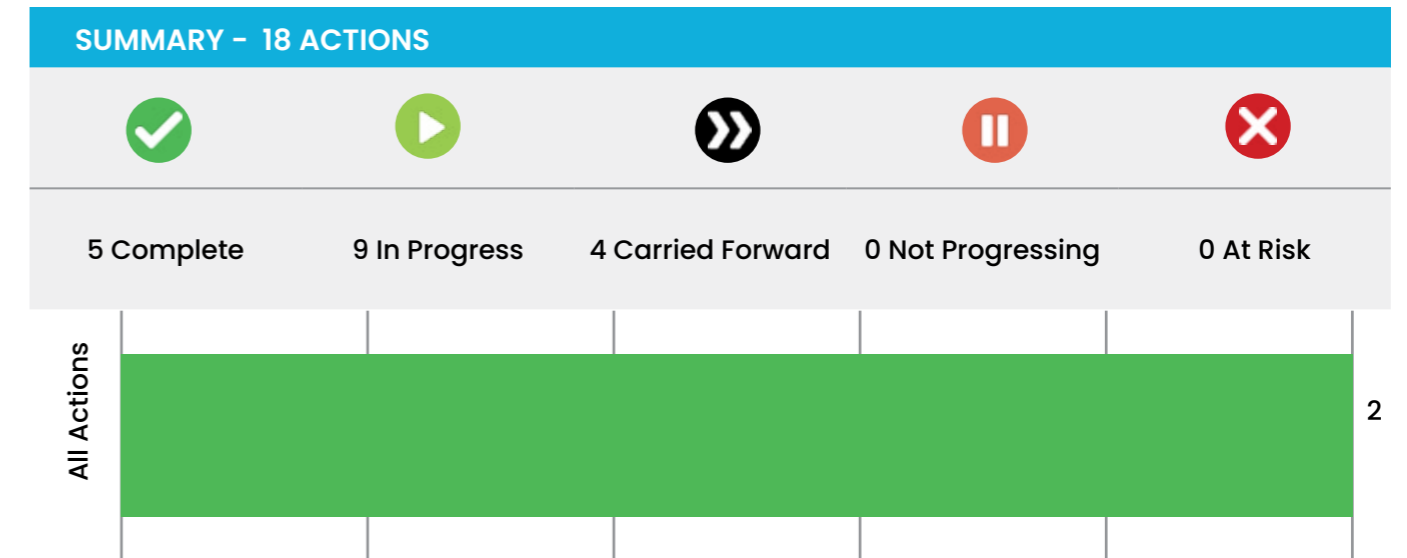 SUMMARY - 18 ACTIONS
5 Complete
9 In Progress
4 Carried Forward
0 Not Progressing
0 At Risk
All Actions
2